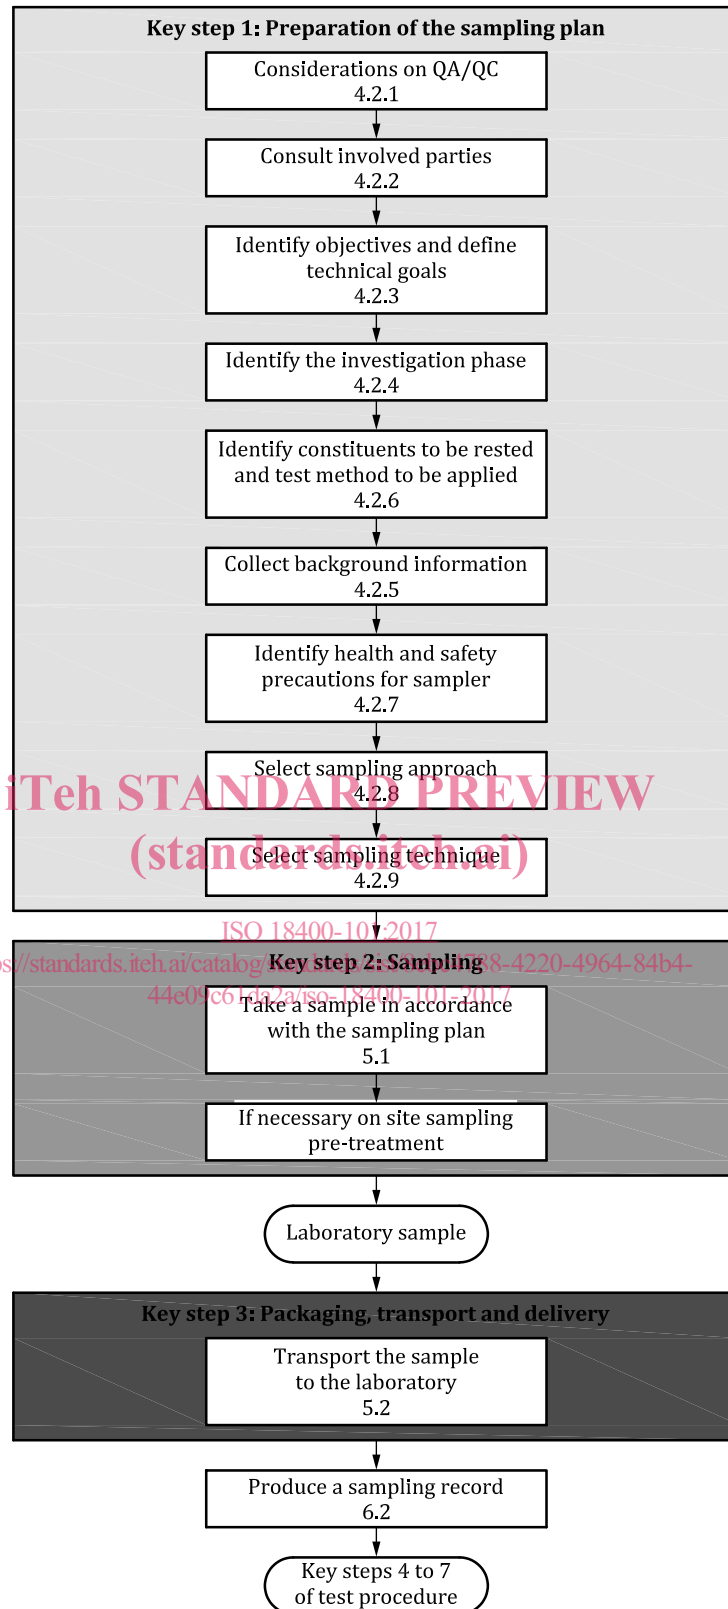 Key step 1: Preparation of the sampling plan
Considerations on QA/QC
4.2.1
Consult involved parties
4.2.2
Identify objectives and define
technical goals
4.2.3
Identify the investigation phase
4.2.4
Identify constituents to be rested
and test method to be applied
4.2.6
Collect background information
4.2.5
Identify health and safety
precautions for sampler
4.2.7
Select sampling approach
iTeh STANDARD PREVIEW
4.2.8
(standards.iteh.ai)
Select sampling technique
4.2.9
ISO 18400-101:2017
Key step 2: Sampling
44e09c61da2a/iso-18400-101-2017
Take a sample in accordance
with the sampling plan
5.1
If necessary on site sampling
pre-treatment
Laboratory sample
Key step 3: Packaging, transport and delivery
Transport the sample
to the laboratory
5.2
Produce a sampling record
6.2
Key steps 4 to 7
of test procedure